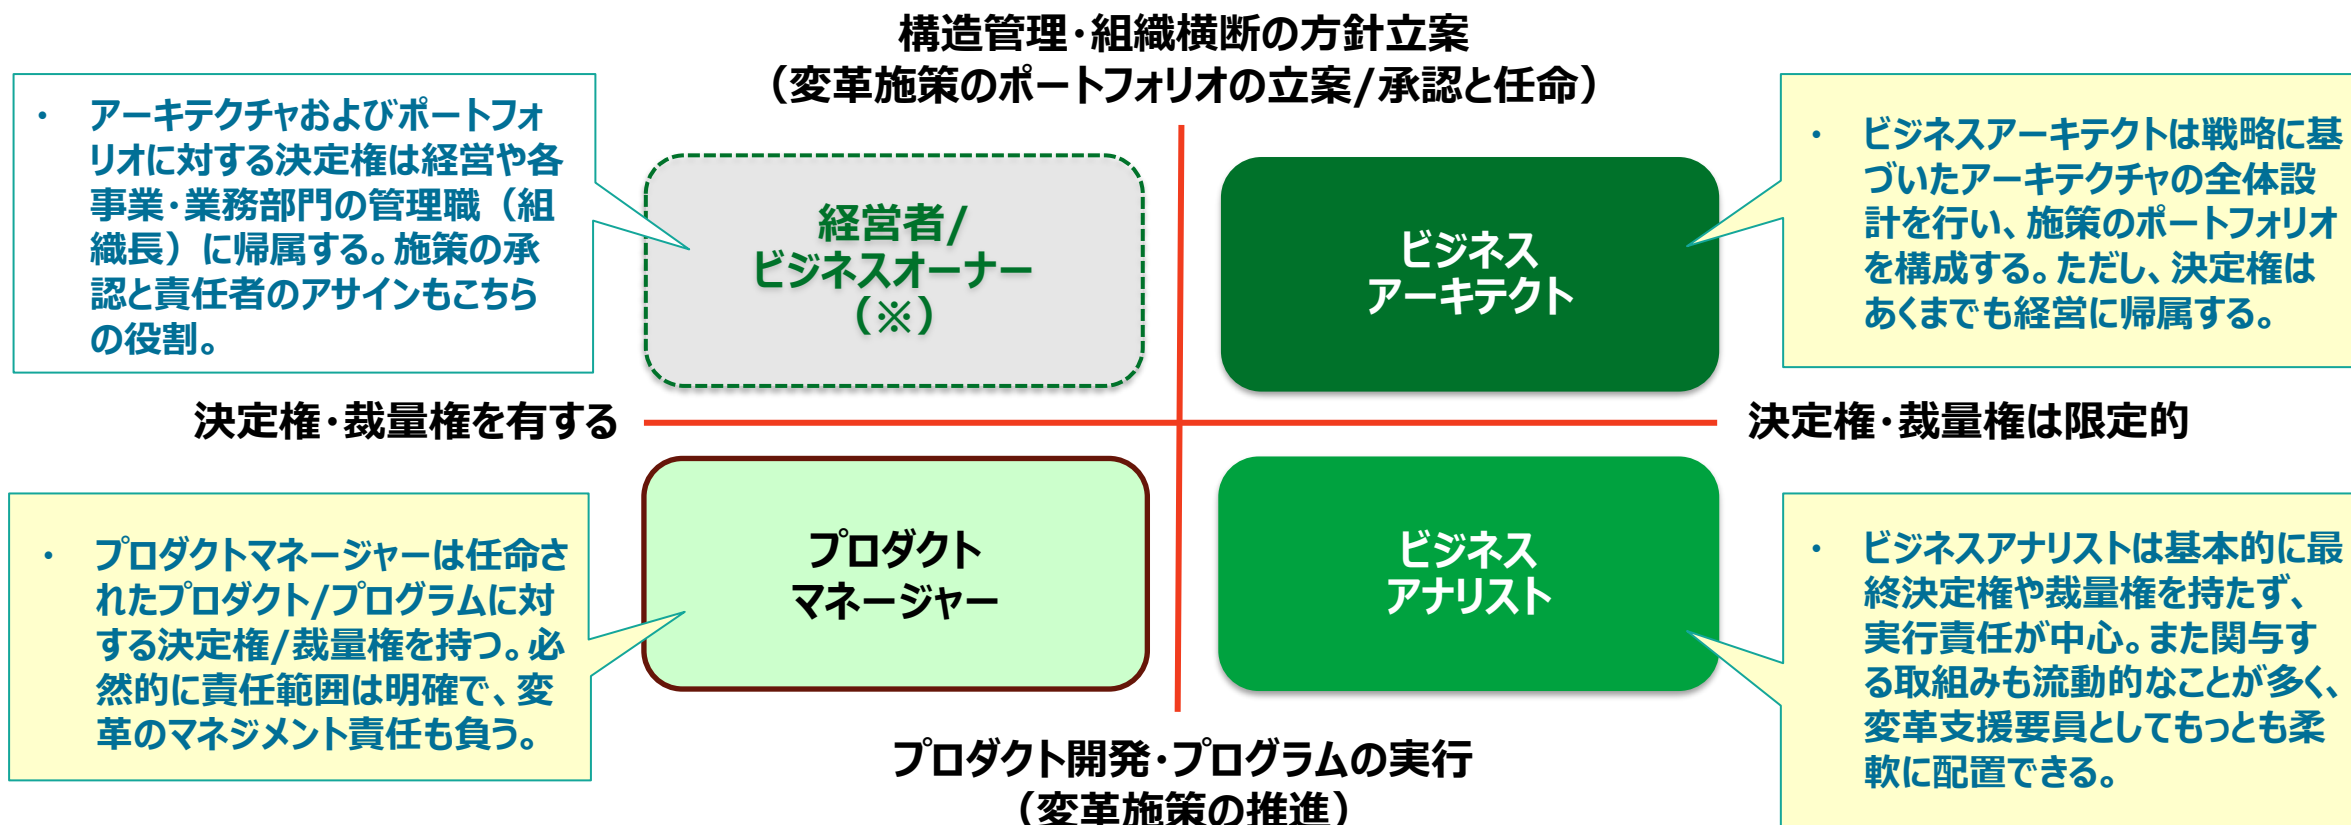 構造管理・組織横断の方針立案
（変革施策のポートフォリオの立案/承認と任命）
・ アーキテクチャおよびポートフォ
リオに対する決定権は経営や各
事業・業務部門の管理職（組
織長）に帰属する。施策の承
認と責任者のアサインもこちら
の役割。
経営者/
ビジネスオーナー
（※）
ビジネス
アーキテクト
・ ビジネスアーキテクトは戦略に基
づいたアーキテクチャの全体設
計を行い、施策のポートフォリオ
を構成する。ただし、決定権は
あくまでも経営に帰属する。
決定権・裁量権を有する
決定権・裁量権は限定的
・ プロダクトマネージャーは任命さ
れたプロダクト/プログラムに対
する決定権/裁量権を持つ。必
然的に責任範囲は明確で、変
革のマネジメント責任も負う。
プロダクト
マネージャー
ビジネス
アナリスト
・ ビジネスアナリストは基本的に最
終決定権や裁量権を持たず、
実行責任が中心。また関与す
る取組みも流動的なことが多く、
変革支援要員としてもっとも柔
軟に配置できる。
プロダクト開発・プログラムの実行
（変革施策の推進）